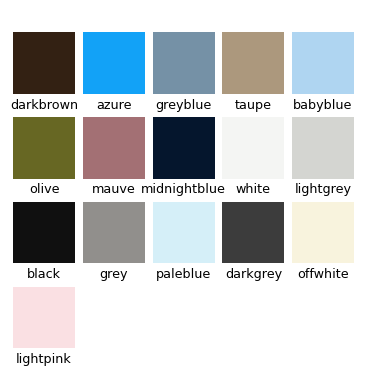 darkbrown azure greyblue taupe babyblue
olive mauve midnightblue white lightgrey
black grey paleblue darkgrey offwhite
lightpink